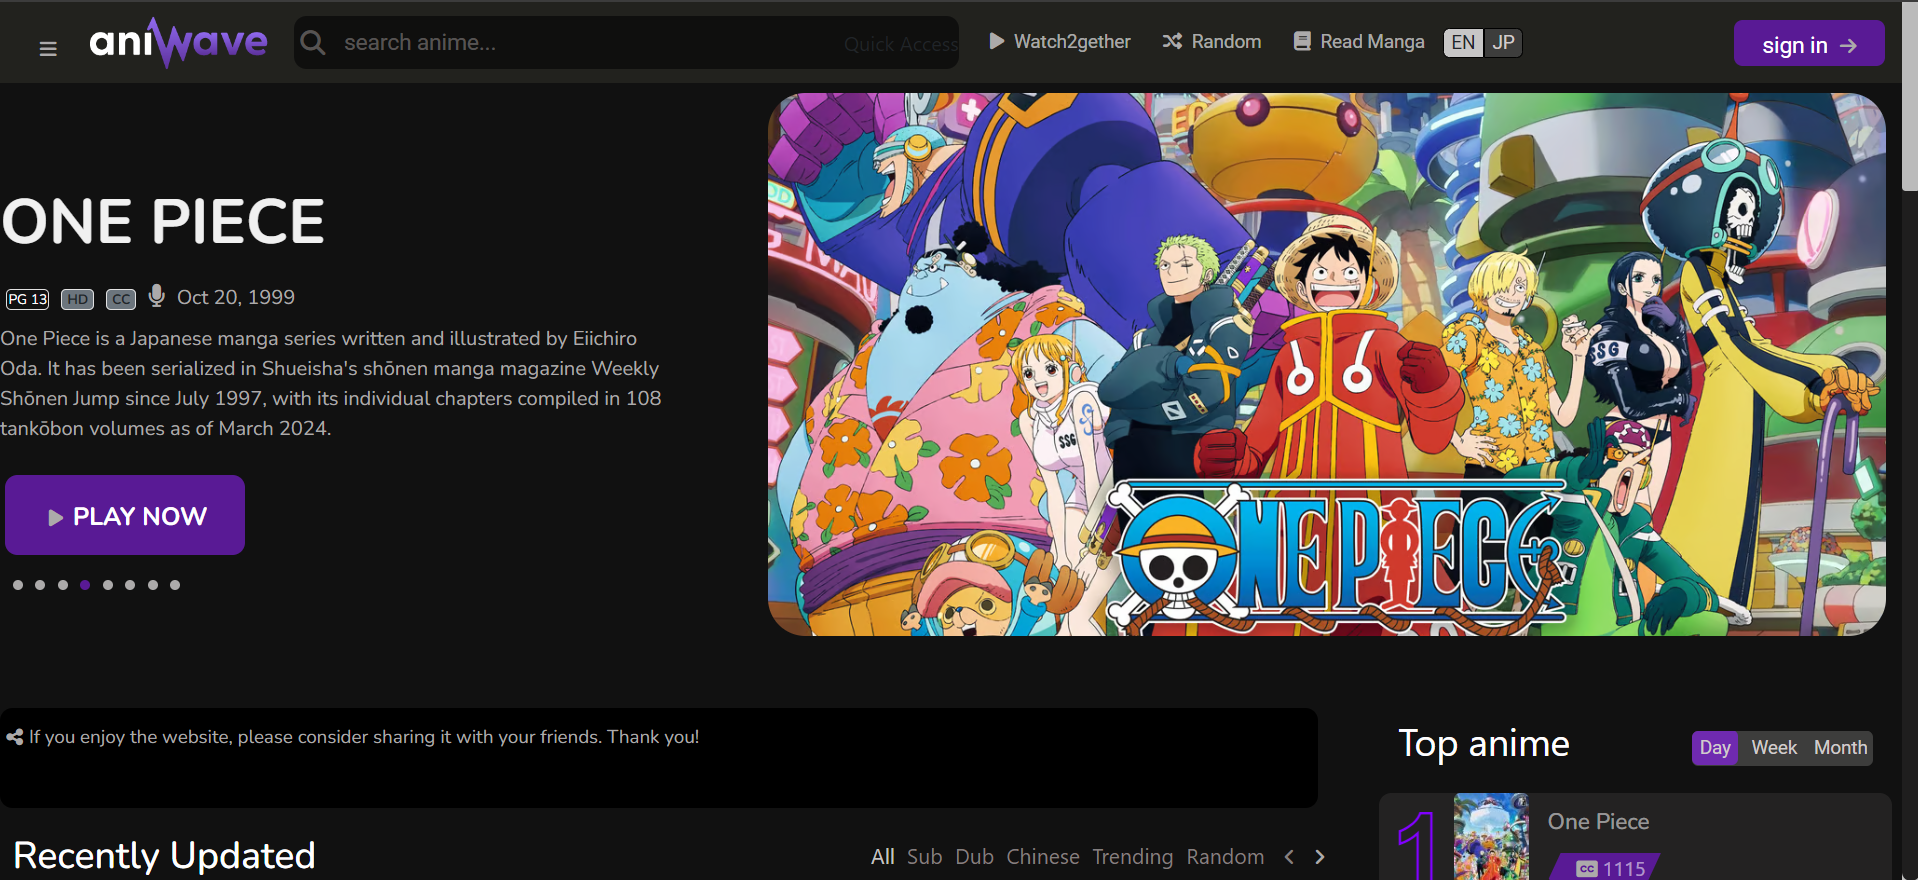 aniwave
search anime...
Quick Access
Watch2gether
Random
Read Manga
EN JP
sign in →
ONE PIECE
PG 13 HD CC Oct 20, 1999
One Piece is a Japanese manga series written and illustrated by Eiichiro
Oda. It has been serialized in Shueisha's shōnen manga magazine Weekly
Shōnen Jump since July 1997, with its individual chapters compiled in 108
tankōbon volumes as of March 2024.
PLAY NOW
SSG
SSG
ONE PIECE
If you enjoy the website, please consider sharing it with your friends. Thank you!
Recently Updated
All Sub Dub Chinese Trending Random
Top anime
Day Week Month
1
One Piece
CC 1115